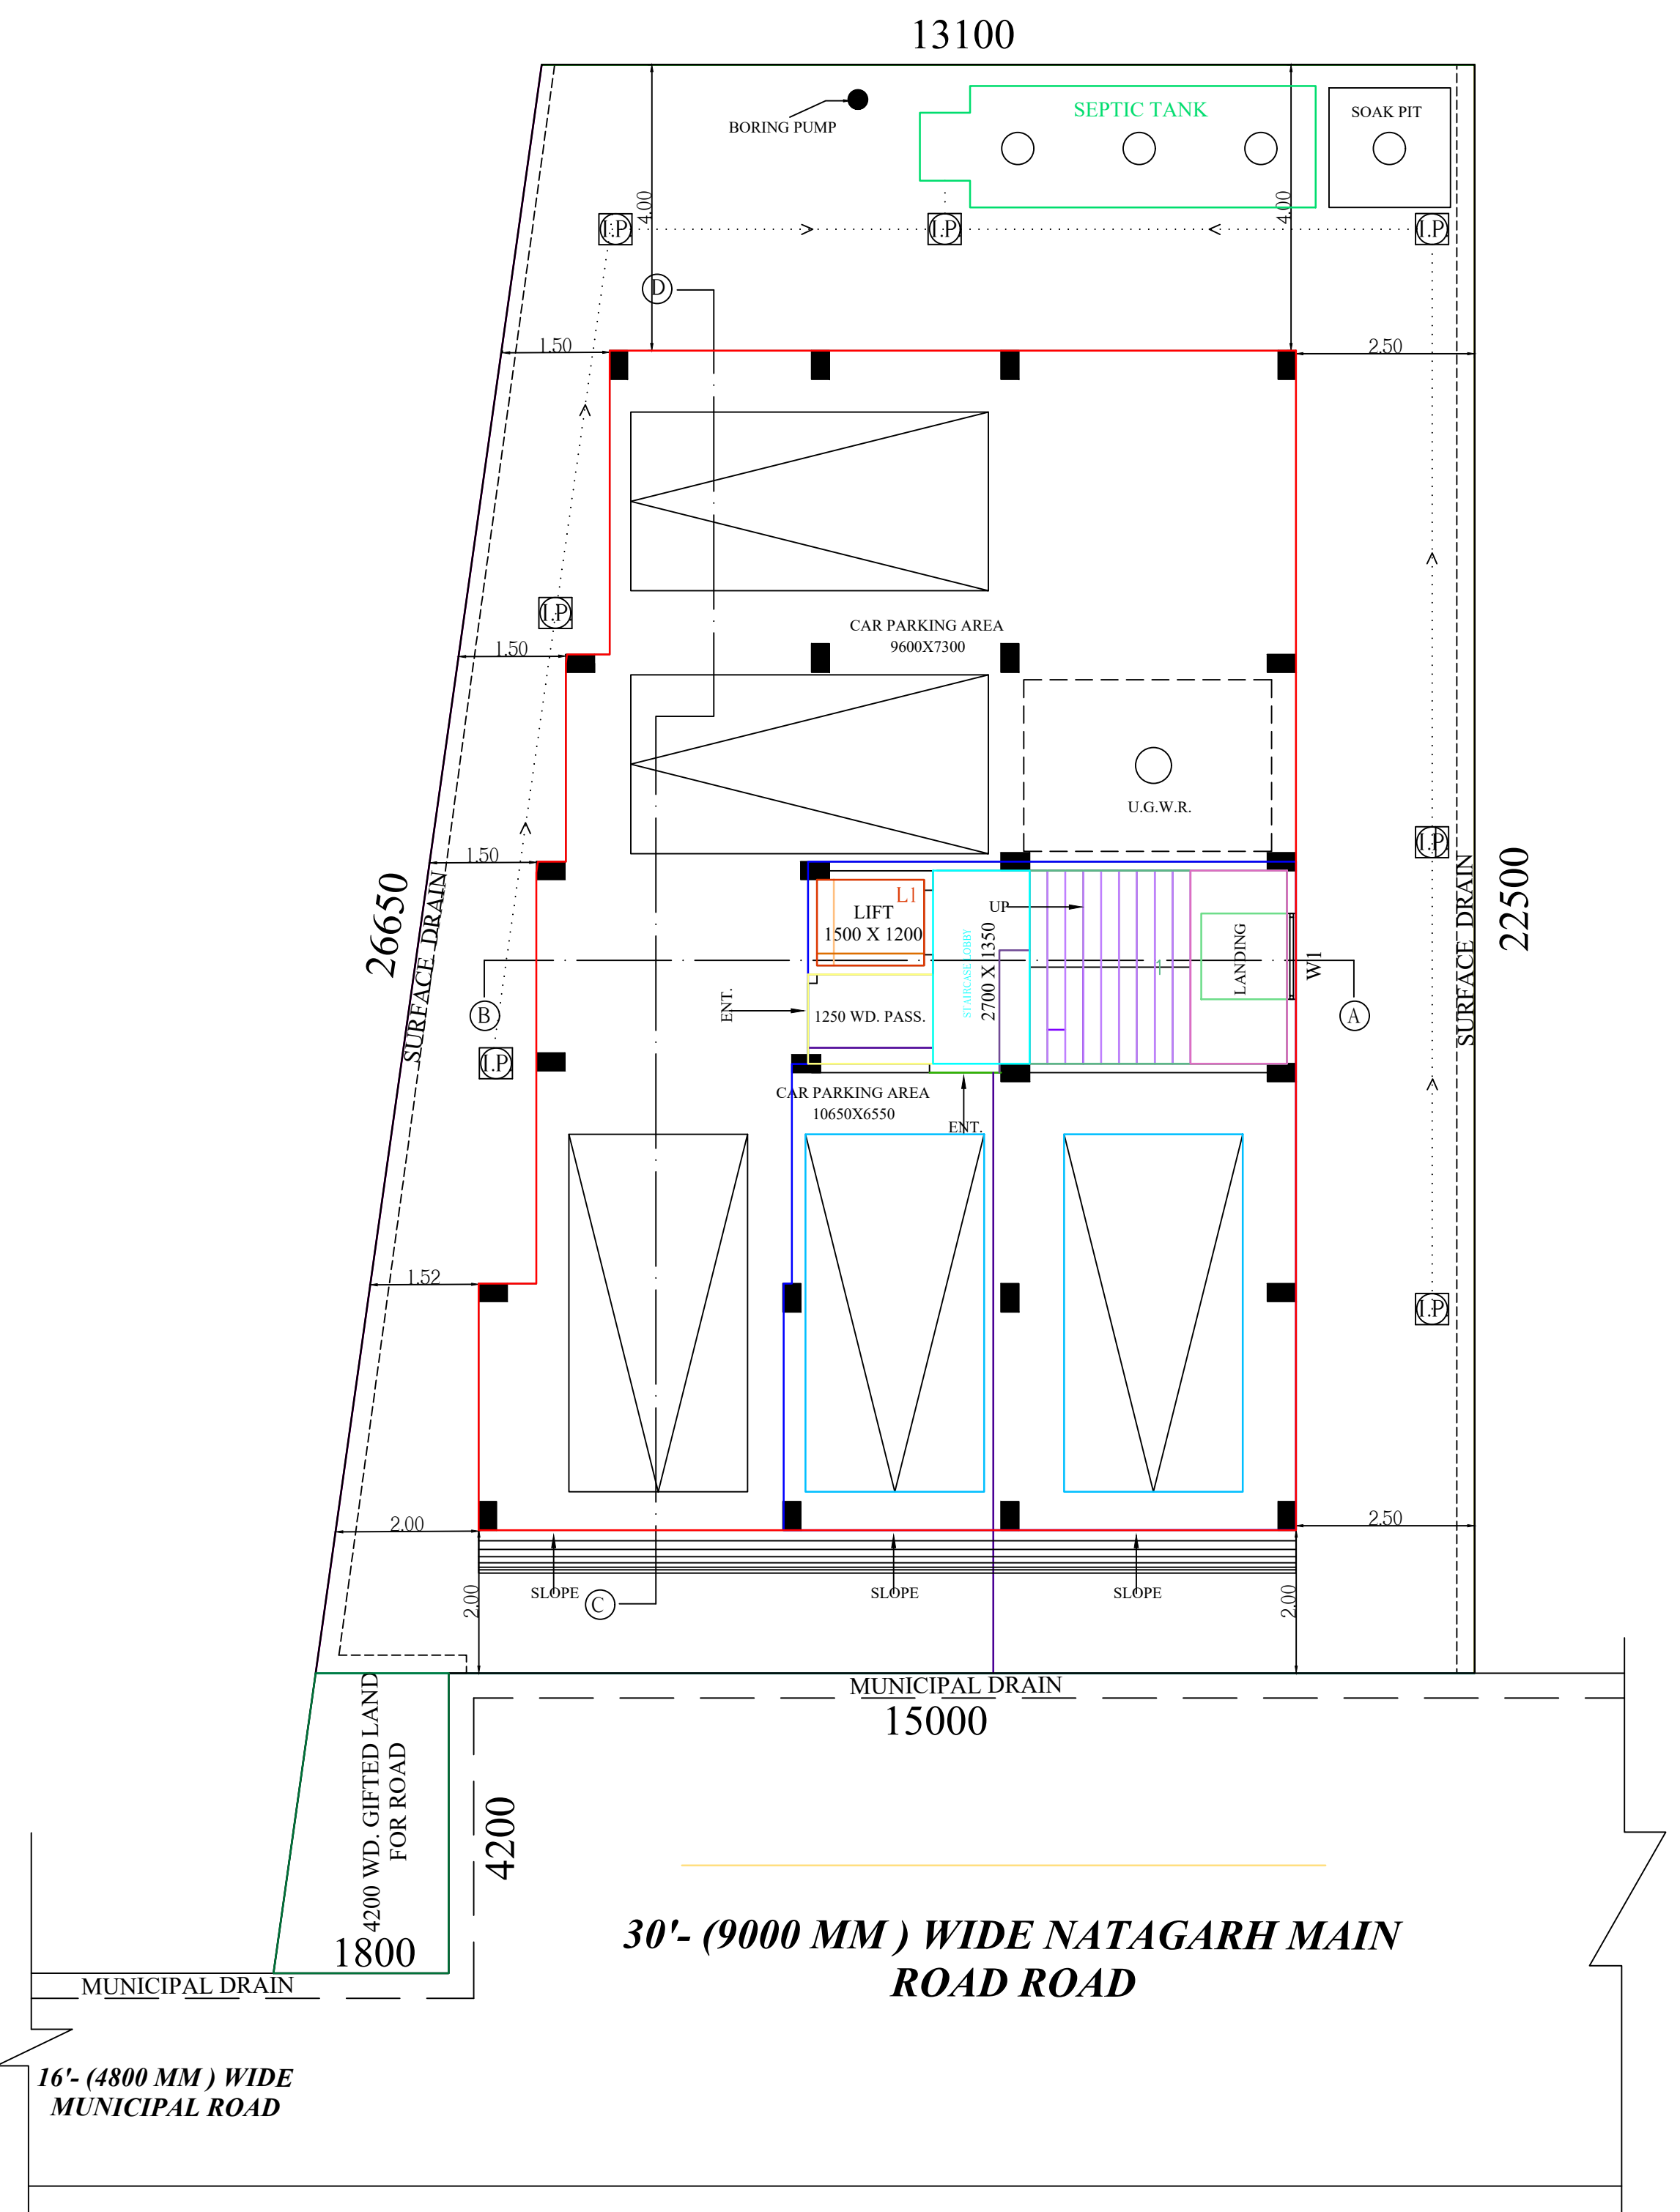 13100
BORING PUMP
SEPTIC TANK
SOAK PIT
4.00
4.00
I.P
I.P
I.P
D
1.50
2.50
I.P
CAR PARKING AREA
9600X7300
1.50
U.G.W.R.
I.P
1.50
26650
SURFACE DRAIN
LIFT
L1
1500 X 1200
STAIRCASE LOBBY
2700 X 1350
UP
1
LANDING
W1
SURFACE DRAIN
22500
B
ENT.
1250 WD. PASS.
A
I.P
CAR PARKING AREA
10650X6550
ENT.
1.52
I.P
2.00
2.50
2.00
SLOPE
C
SLOPE
SLOPE
2.00
MUNICIPAL DRAIN
15000
4200 WD. GIFTED LAND
FOR ROAD
4200
1800
MUNICIPAL DRAIN
30'- (9000 MM ) WIDE NATAGARH MAIN
ROAD ROAD
16'- (4800 MM ) WIDE
MUNICIPAL ROAD